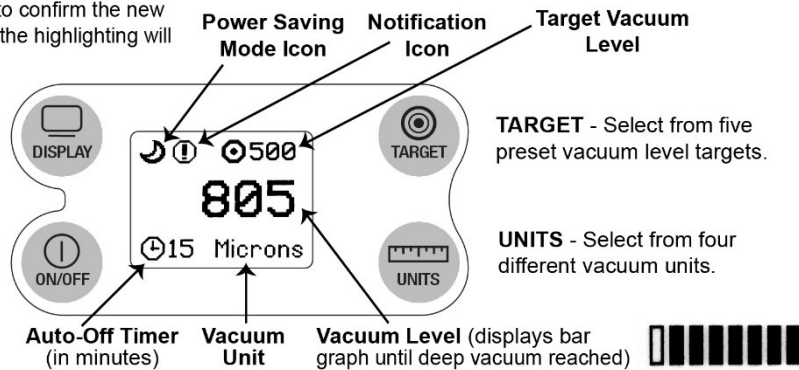 to confirm the new
the highlighting will
Power Saving
Mode Icon
Notification
Icon
Target Vacuum
Level
DISPLAY
500
TARGET
805
ON/OFF
15 Microns
UNITS
TARGET - Select from five
preset vacuum level targets.
UNITS - Select from four
different vacuum units.
Auto-Off Timer
(in minutes)
Vacuum
Unit
Vacuum Level (displays bar
graph until deep vacuum reached)